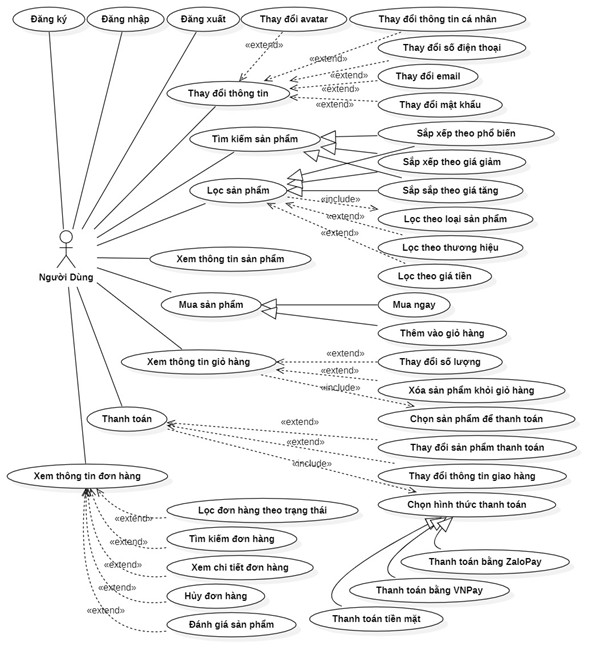 Đăng ký
Đăng nhập
Đăng xuất
Thay đổi avatar
Thay đổi thông tin cá nhân
«extend»
Thay đổi số điện thoại
«extend»
Thay đổi email
«extend»
Thay đổi thông tin
«extend»
Thay đổi mật khẩu
«extend»
Tìm kiếm sản phẩm
Sắp xếp theo phổ biến
Sắp xếp theo giá giảm
Lọc sản phẩm
Sắp sắp theo giá tăng
«include»
Lọc theo loại sản phẩm
«extend»
Lọc theo thương hiệu
«extend»
Xem thông tin sản phẩm
Lọc theo giá tiền
Người Dùng
Mua sản phẩm
Mua ngay
Thêm vào giỏ hàng
Xem thông tin giỏ hàng
«extend»
Thay đổi số lượng
«extend»
Xóa sản phẩm khỏi giỏ hàng
«include»
Chọn sản phẩm để thanh toán
Thanh toán
«extend»
Thay đổi sản phẩm thanh toán
«extend»
Thay đổi thông tin giao hàng
«include»
Chọn hình thức thanh toán
Xem thông tin đơn hàng
Lọc đơn hàng theo trạng thái
«extend»
Tìm kiếm đơn hàng
«extend»
Xem chi tiết đơn hàng
«extend»
Hủy đơn hàng
«extend»
Đánh giá sản phẩm
«extend»
Thanh toán bằng ZaloPay
Thanh toán bằng VNPay
Thanh toán tiền mặt